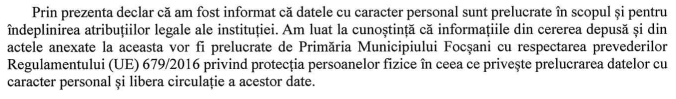 Prin prezenta declar că am fost informat că datele cu caracter personal sunt prelucrate în scopul și pentru
îndeplinirea atribuțiilor legale ale instituției. Am luat la cunoștință că informațiile din cererea depusă și din
actele anexate la aceasta vor fi prelucrate de Primăria Municipiului Focșani cu respectarea prevederilor
Regulamentului (UE) 679/2016 privind protecția persoanelor fizice în ceea ce privește prelucrarea datelor cu
caracter personal și libera circulație a acestor date.